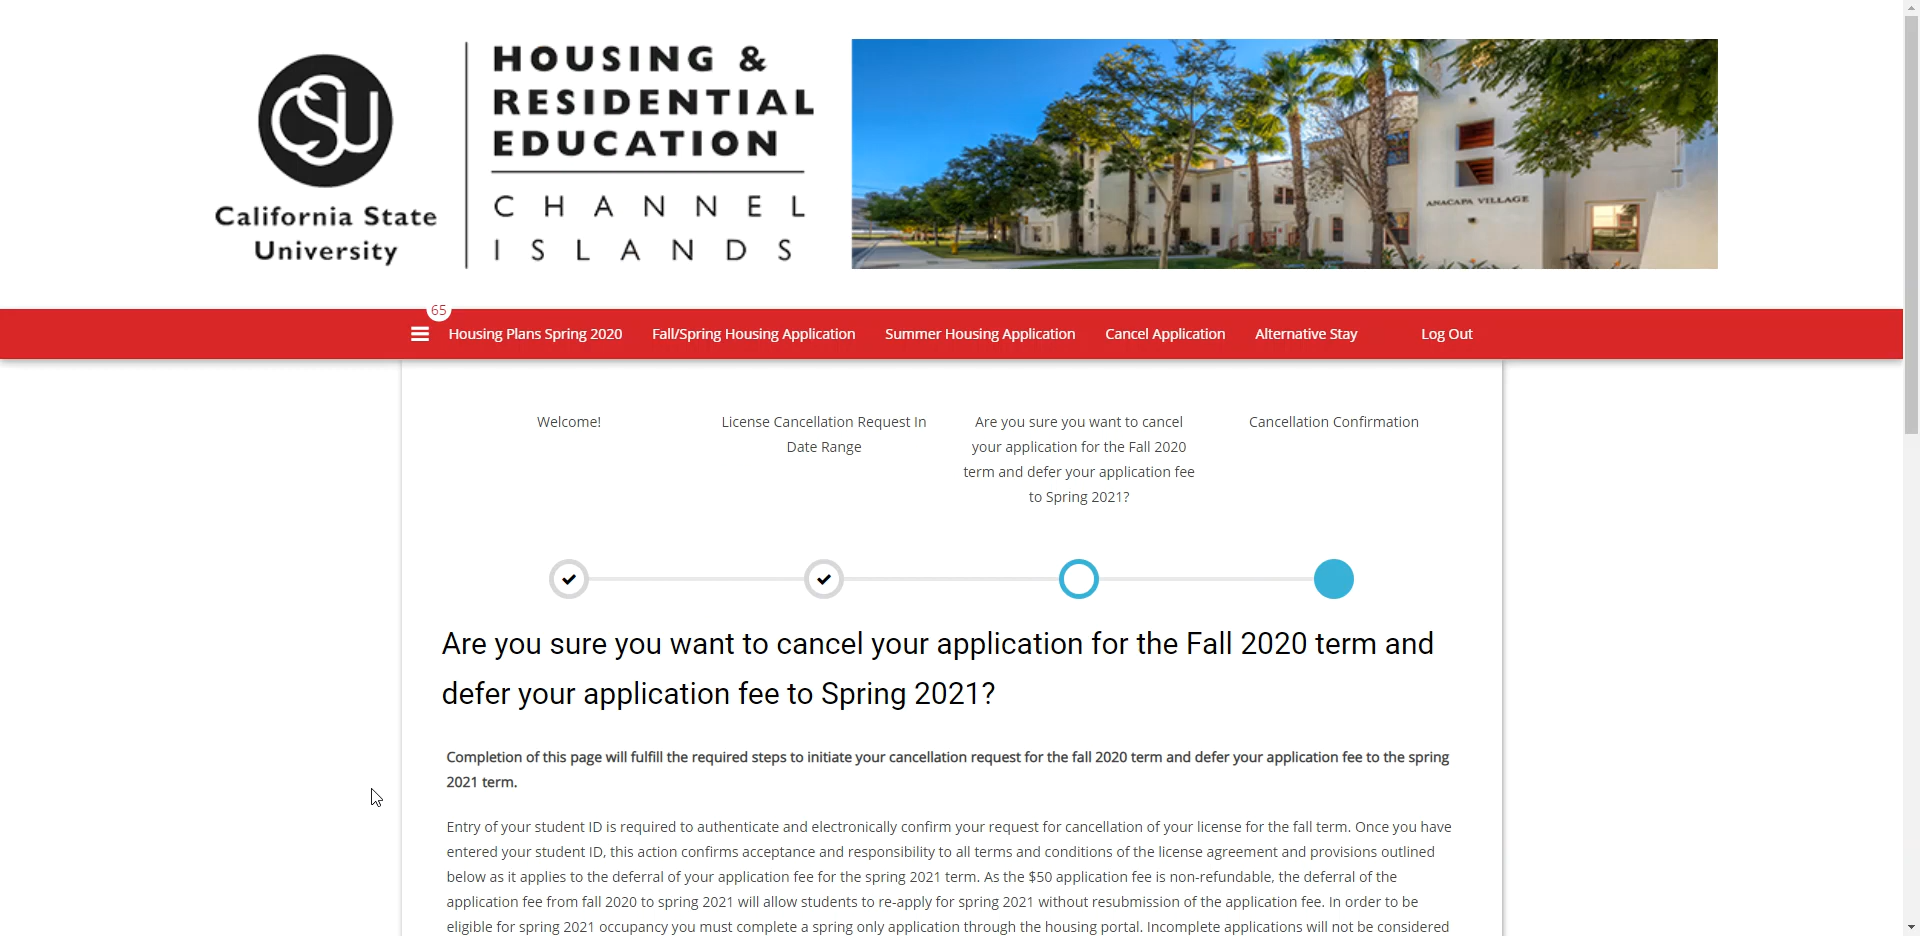 CSU
California State
University
HOUSING &
RESIDENTIAL
EDUCATION
CHANNEL
ISLANDS
ANACAPA VILLAGE
65
Housing Plans Spring 2020 Fall/Spring Housing Application Summer Housing Application Cancel Application Alternative Stay Log Out
Welcome!
License Cancellation Request In
Date Range
Are you sure you want to cancel
your application for the Fall 2020
term and defer your application fee
to Spring 2021?
Cancellation Confirmation
Are you sure you want to cancel your application for the Fall 2020 term and
defer your application fee to Spring 2021?
Completion of this page will fulfill the required steps to initiate your cancellation request for the fall 2020 term and defer your application fee to the spring
2021 term.
Entry of your student ID is required to authenticate and electronically confirm your request for cancellation of your license for the fall term. Once you have
entered your student ID, this action confirms acceptance and responsibility to all terms and conditions of the license agreement and provisions outlined
below as it applies to the deferral of your application fee for the spring 2021 term. As the $50 application fee is non-refundable, the deferral of the
application fee from fall 2020 to spring 2021 will allow students to re-apply for spring 2021 without resubmission of the application fee. In order to be
eligible for spring 2021 occupancy you must complete a spring only application through the housing portal. Incomplete applications will not be considered